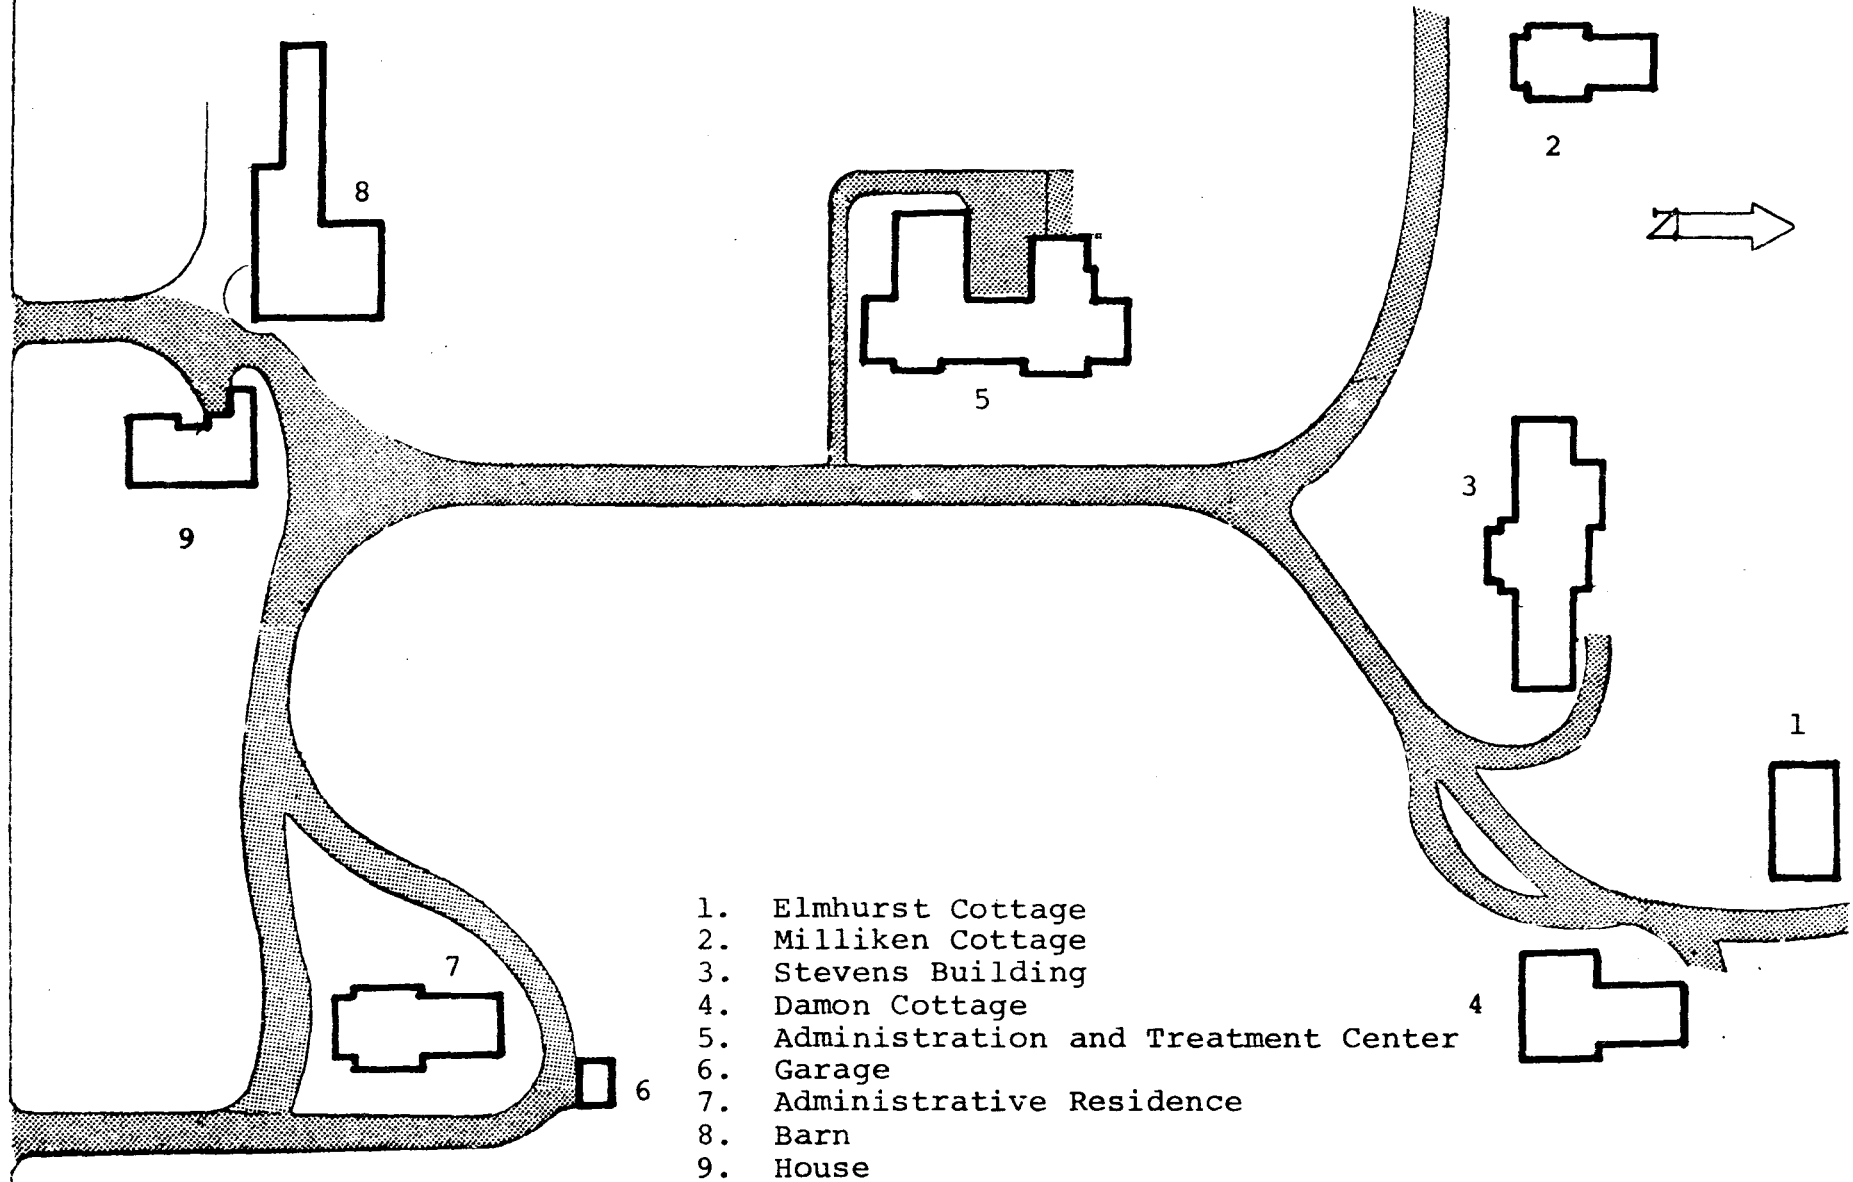 2
8
N
5
3
9
1
7
4
6
1. Elmhurst Cottage
2. Milliken Cottage
3. Stevens Building
4. Damon Cottage
5. Administration and Treatment Center
6. Garage
7. Administrative Residence
8. Barn
9. House